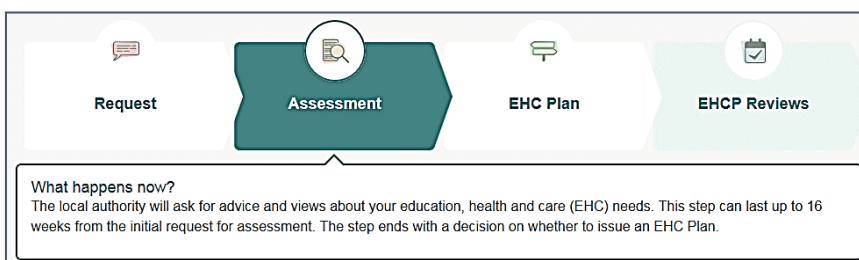 Request
Assessment
EHC Plan
EHCP Reviews
What happens now?
The local authority will ask for advice and views about your education, health and care (EHC) needs. This step can last up to 16
weeks from the initial request for assessment. The step ends with a decision on whether to issue an EHC Plan.